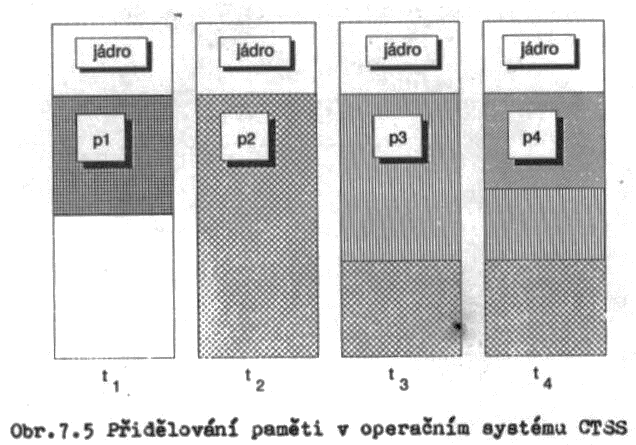 jádro jádro jádro jádro
p1 p2 p3 p4
t1 t2 t3 t4
Obr.7.5 Přidělování paměti v operačním systému CTSS